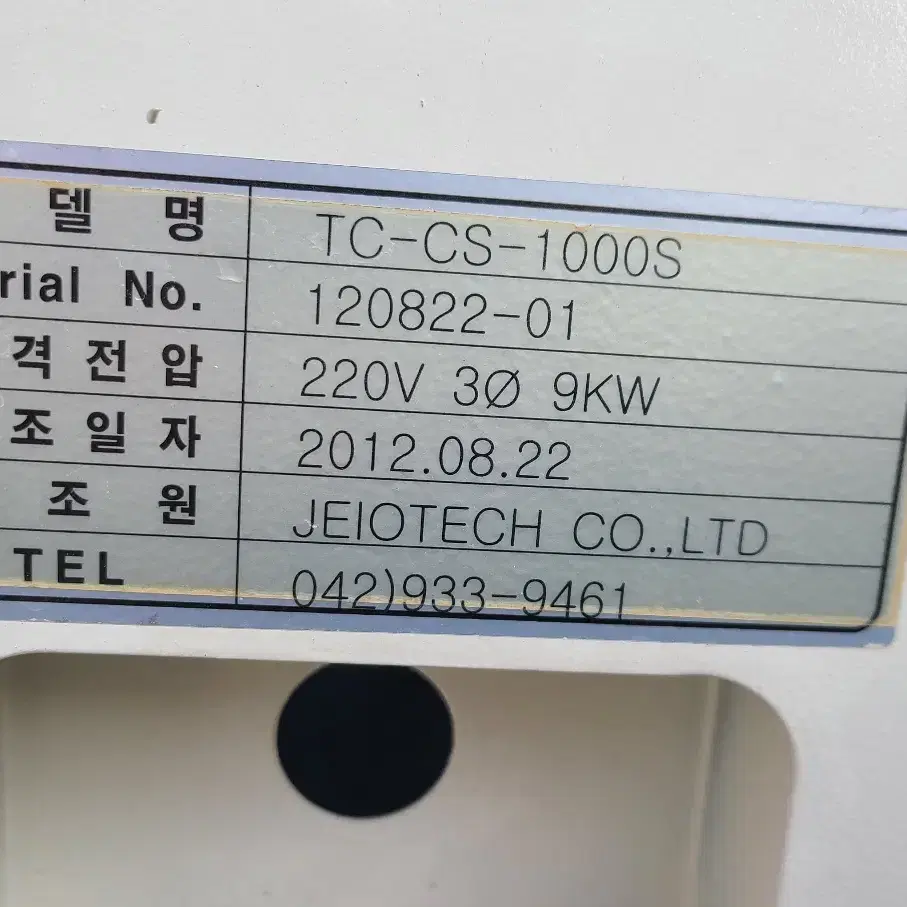 델 명 TC-CS-1000S
rial No. 120822-01
격 전 압 220V 3Ø 9KW
조 일 자 2012.08.22
조 원 JEIOTECH CO.,LTD
TEL 042)933-9461